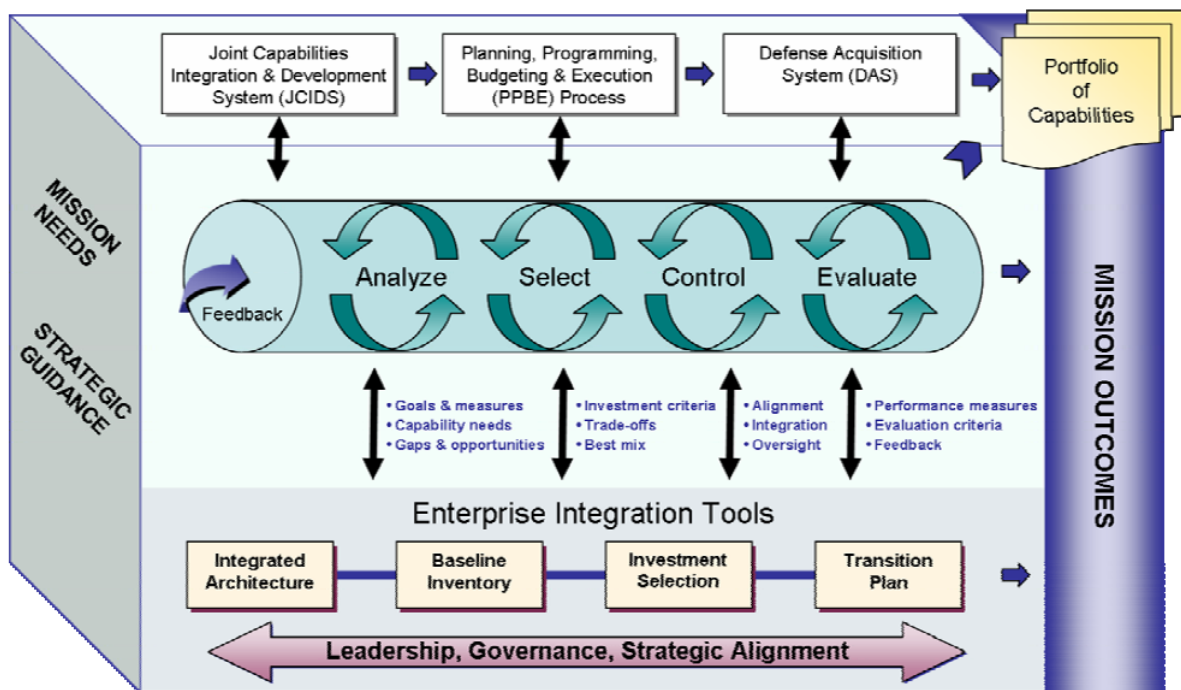 Joint Capabilities
Integration & Development
System (JCIDS)
Planning, Programming,
Budgeting & Execution
(PPBE) Process
Defense Acquisition
System (DAS)
Portfolio
of
Capabilities
MISSION
NEEDS
STRATEGIC
GUIDANCE
Feedback
Analyze
Select
Control
Evaluate
• Goals & measures
• Capability needs
• Gaps & opportunities
• Investment criteria
• Trade-offs
• Best mix
• Alignment
• Integration
• Oversight
• Performance measures
• Evaluation criteria
• Feedback
MISSION OUTCOMES
Enterprise Integration Tools
Integrated
Architecture
Baseline
Inventory
Investment
Selection
Transition
Plan
Leadership, Governance, Strategic Alignment